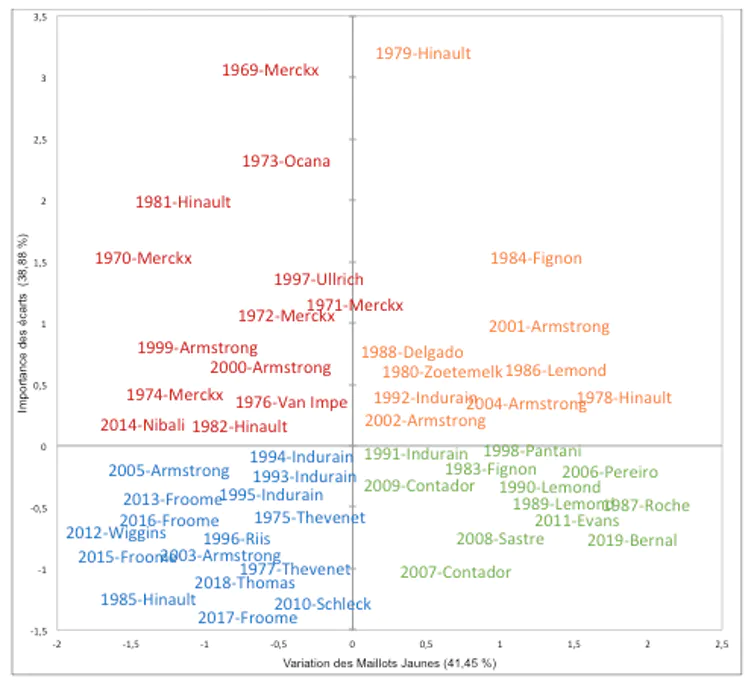 3,5
1979-Hinault
1969-Merckx
3
2,5
1973-Ocana
2
1981-Hinault
1970-Merckx
1,5
1984-Fignon
1997-Ullrich
1971-Merckx
1972-Merckx
1
2001-Armstrong
1999-Armstrong
1988-Delgado
2000-Armstrong
1980-Zoetemelk
1986-Lemond
0,5
1974-Merckx
1976-Van Impe
1992-Indurain
2004-Armstrong
1978-Hinault
2014-Nibali
1982-Hinault
2002-Armstrong
0
1994-Indurain
1991-Indurain
1998-Pantani
2005-Armstrong
1993-Indurain
1983-Fignon
2006-Pereiro
2009-Contador
1990-Lemond
2013-Froome
1995-Indurain
-0,5
1989-Lemond
1987-Roche
2016-Froome
1975-Thevenet
2011-Evans
2012-Wiggins
1996-Riis
2008-Sastre
2019-Bernal
2015-Froome
2003-Armstrong
-1
1977-Thevenet
2007-Contador
2018-Thomas
1985-Hinault
2010-Schleck
2017-Froome
-1,5
-2 -1,5 -1 -0,5 0 0,5 1 1,5 2 2,5
Variation des Maillots Jaunes (41,45 %)
Importance des écarts (38,88 %)